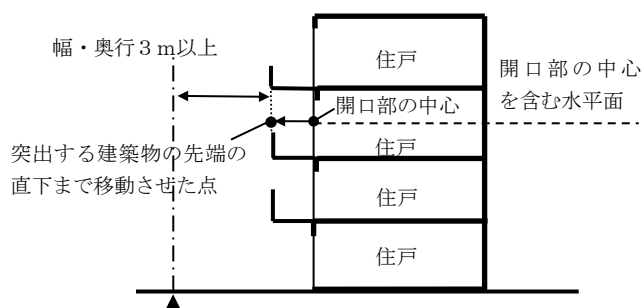 幅・奥行３ｍ以上
住戸
開口部の中心
を含む水平面
開口部の中心
突出する建築物の先端の
直下まで移動させた点
住戸
住戸
住戸